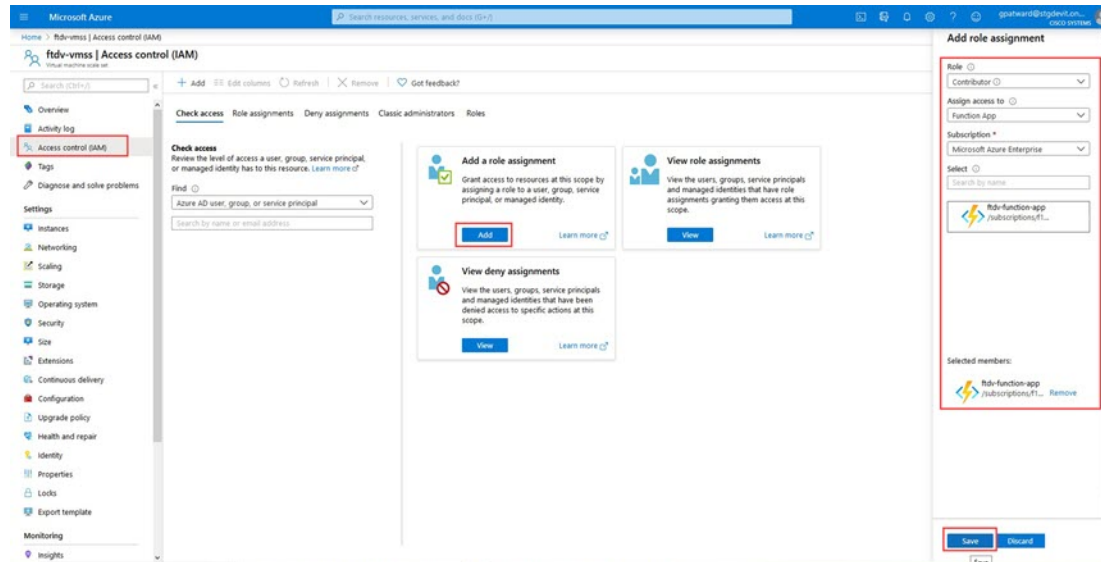 Microsoft Azure
Search resources, services, and docs (G+/)
gpatward@stgdevit.on...
CISCO SYSTEMS
Home > ftdv-vmss | Access control (IAM)
ftdv-vmss | Access control (IAM)
Virtual machine scale set
Search (Ctrl+/)
Overview
Activity log
Access control (IAM)
Tags
Diagnose and solve problems
Settings
Instances
Networking
Scaling
Storage
Operating system
Security
Size
Extensions
Continuous delivery
Configuration
Upgrade policy
Health and repair
Identity
Properties
Locks
Export template
Monitoring
Insights
Add Edit columns Refresh Remove Got feedback?
Check access Role assignments Deny assignments Classic administrators Roles
Check access
Review the level of access a user, group, service principal,
or managed identity has to this resource. Learn more
Find
Azure AD user, group, or service principal
Search by name or email address
Add a role assignment
Grant access to resources at this scope by
assigning a role to a user, group, service
principal, or managed identity.
Add Learn more
View role assignments
View the users, groups, service principals
and managed identities that have role
assignments granting them access at this
scope.
View Learn more
View deny assignments
View the users, groups, service principals
and managed identities that have been
denied access to specific actions at this
scope.
View Learn more
Add role assignment
Role
Contributor
Assign access to
Function App
Subscription *
Microsoft Azure Enterprise
Select
Search by name
ftdv-function-app
/subscriptions/f1...
Selected members:
ftdv-function-app
/subscriptions/f1... Remove
Save Discard
Save